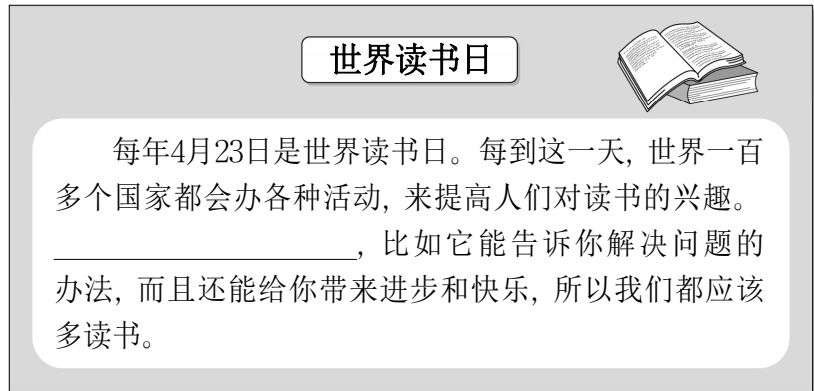 世界读书日
每年4月23日是世界读书日。每到这一天, 世界一百
多个国家都会办各种活动, 来提高人们对读书的兴趣。
____________________, 比如它能告诉你解决问题的
办法, 而且还能给你带来进步和快乐, 所以我们都应该
多读书。